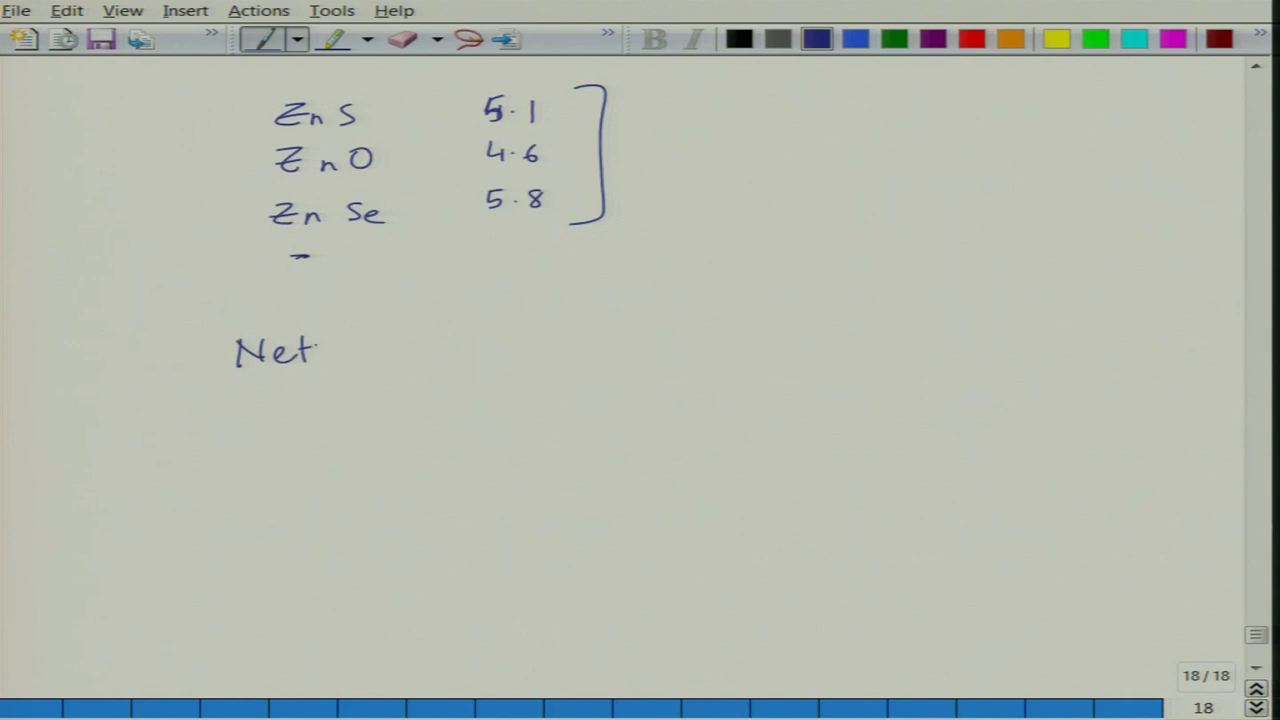 File Edit View Insert Actions Tools Help
B I
ZnS 5.1
ZnO 4.6
ZnSe 5.8
Net
18 / 18
18